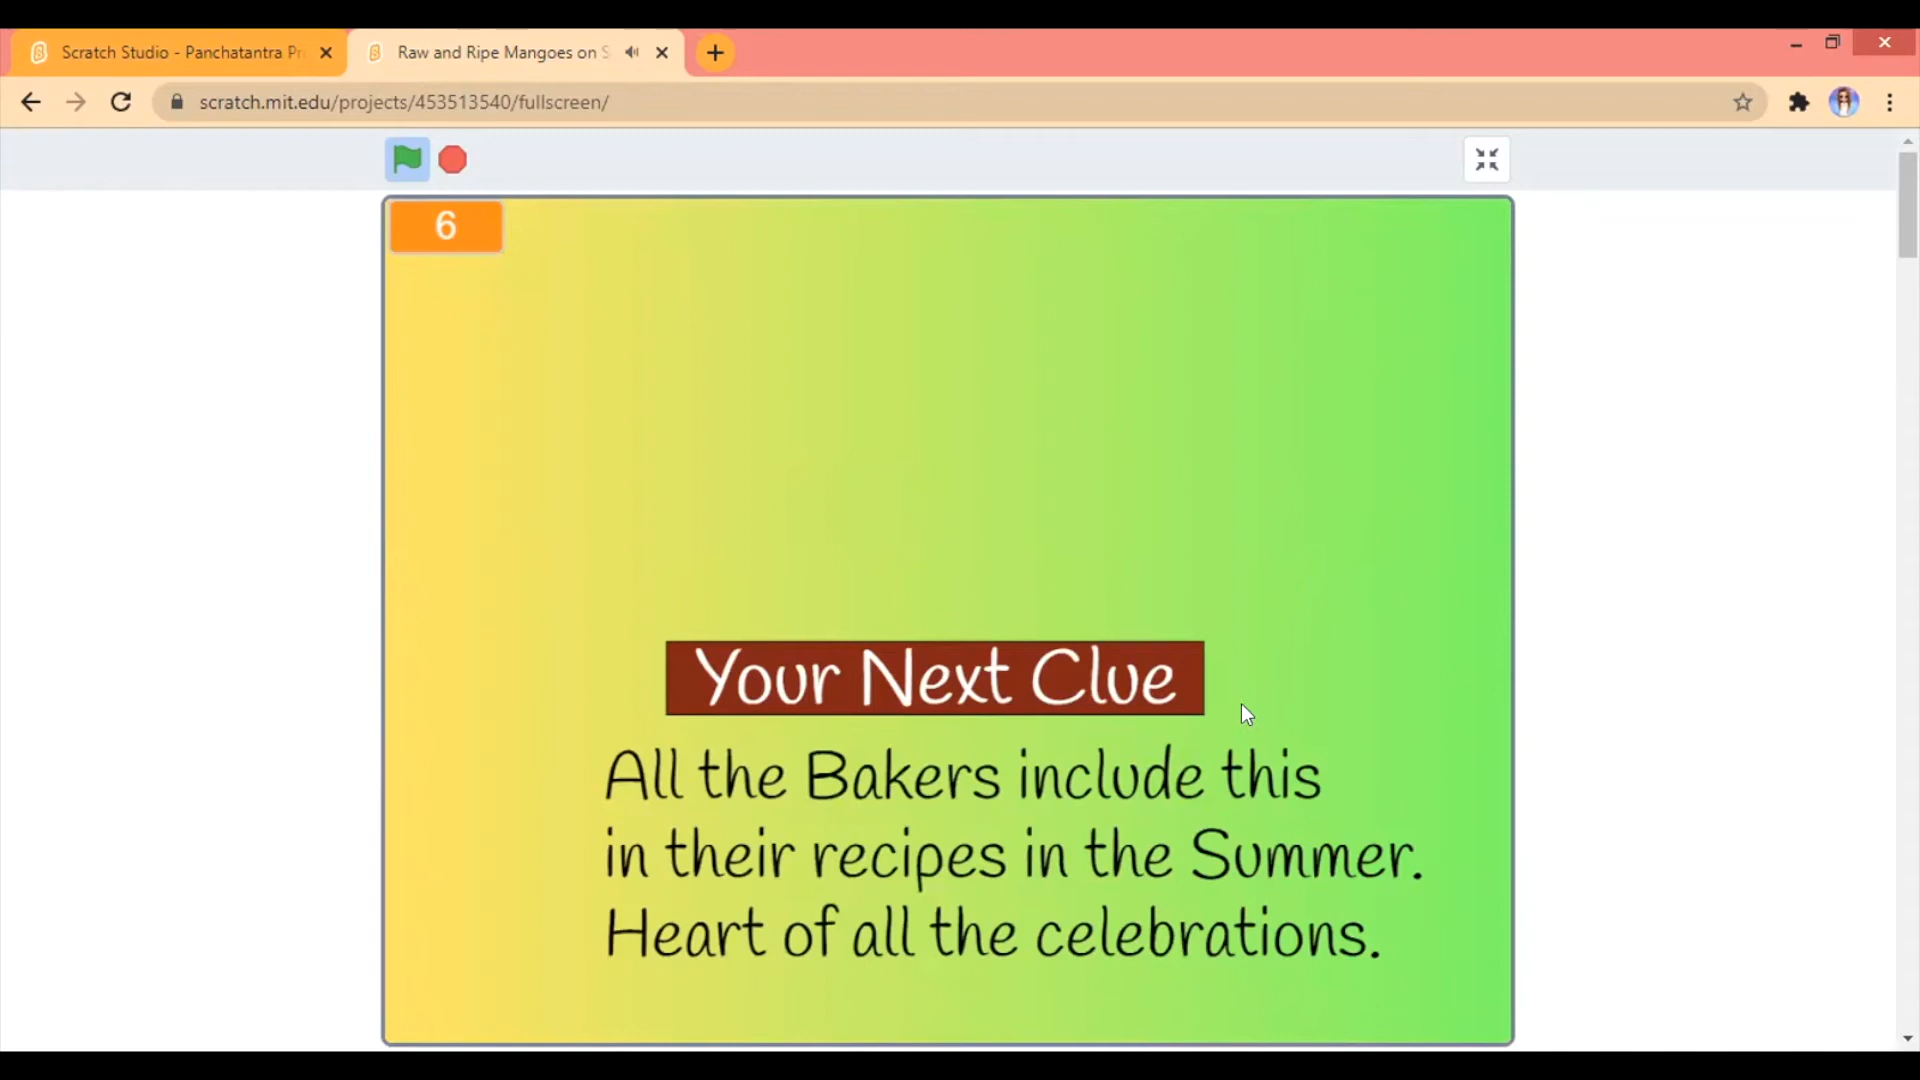 Scratch Studio - Panchatantra Pr
Raw and Ripe Mangoes on S
scratch.mit.edu/projects/453513540/fullscreen/
6
Your Next Clue
All the Bakers include this
in their recipes in the Summer.
Heart of all the celebrations.